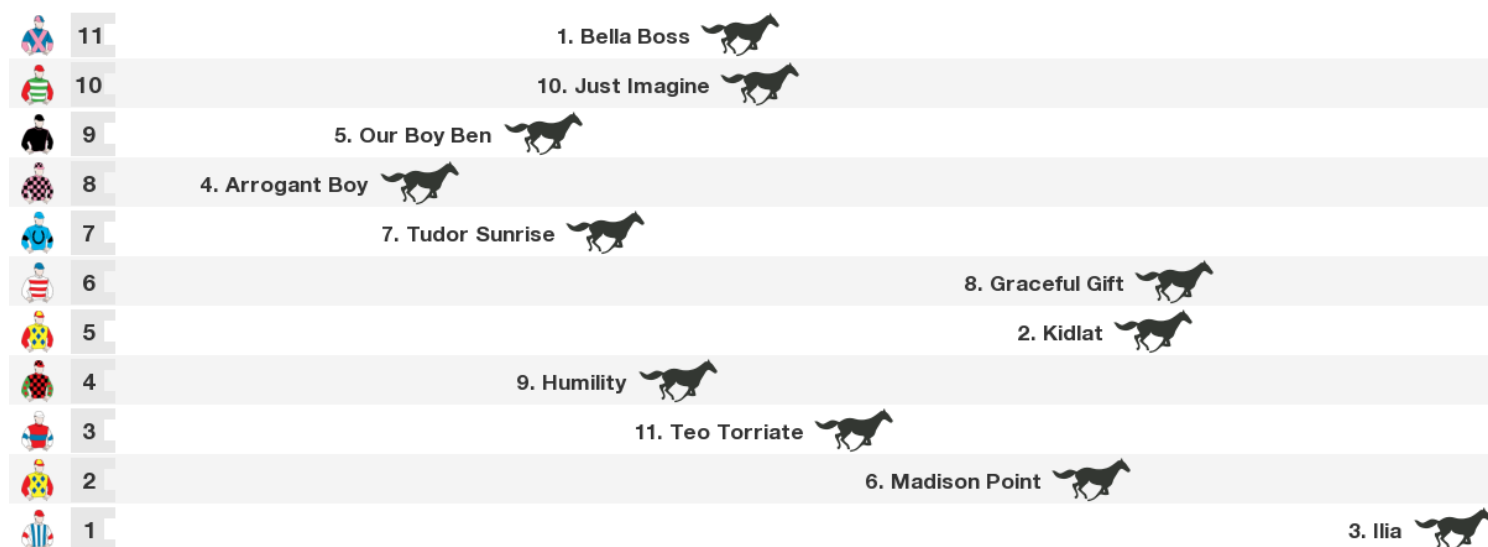 11 1. Bella Boss
10 10. Just Imagine
9 5. Our Boy Ben
8 4. Arrogant Boy
7 7. Tudor Sunrise
6 8. Graceful Gift
5 2. Kidlat
4 9. Humility
3 11. Teo Torriate
2 6. Madison Point
1 3. Ilia